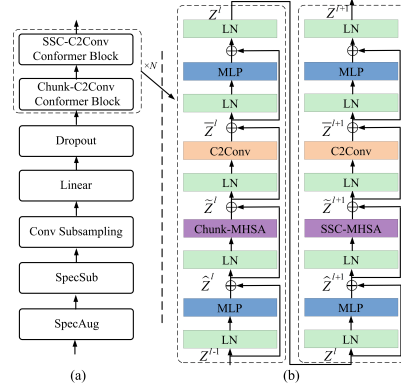 SSC-C2Conv
Conformer Block
Chunk-C2Conv
Conformer Block
Dropout
Linear
Conv Subsampling
SpecSub
SpecAug
(a)
×N
Z^l
LN
MLP
LN
Z̅^l
C2Conv
LN
Z̃^l
Chunk-MHSA
LN
Ẑ^l
MLP
LN
Z^{l-1}
Z^{l+1}
LN
MLP
LN
Z̅^{l+1}
C2Conv
LN
Z̃^{l+1}
SSC-MHSA
LN
Ẑ^{l+1}
MLP
LN
Z^l
(b)